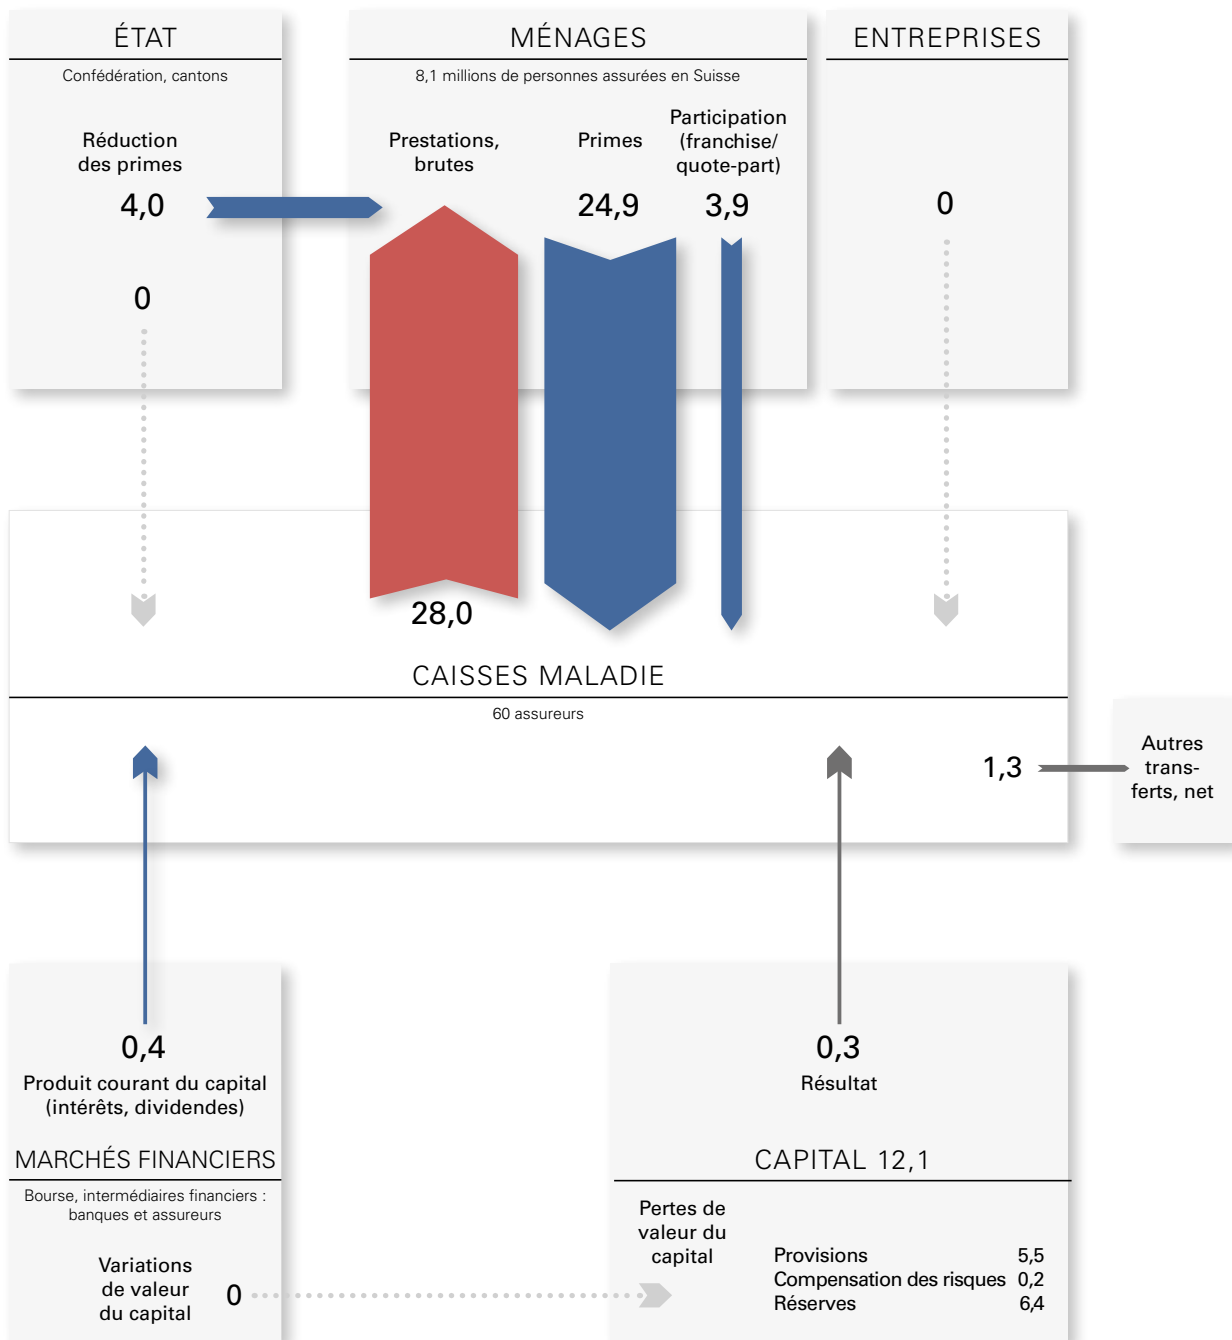 ÉTAT
Confédération, cantons
Réduction
des primes
4,0
0
MÉNAGES
8,1 millions de personnes assurées en Suisse
Prestations,
brutes
Primes
24,9
Participation
(franchise/
quote-part)
3,9
28,0
ENTREPRISES
0
CAISSES MALADIE
60 assureurs
1,3
Autres
trans-
ferts, net
0,4
Produit courant du capital
(intérêts, dividendes)
MARCHÉS FINANCIERS
Bourse, intermédiaires financiers :
banques et assureurs
Variations
de valeur
du capital
0
0,3
Résultat
CAPITAL 12,1
Pertes de
valeur du
capital
Provisions 5,5
Compensation des risques 0,2
Réserves 6,4